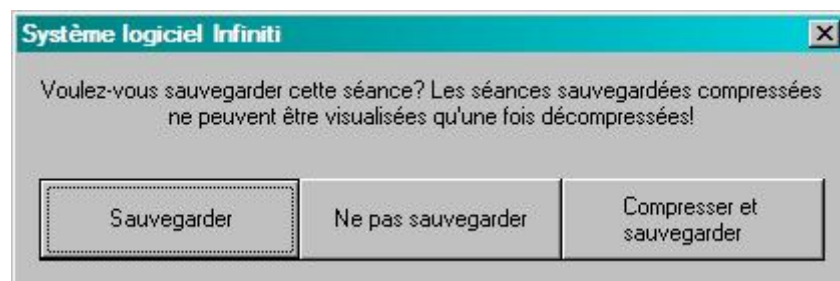 Système logiciel Infiniti
Voulez-vous sauvegarder cette séance? Les séances sauvegardées compressées
ne peuvent être visualisées qu'une fois décompressées!
Sauvegarder
Ne pas sauvegarder
Compresser et
sauvegarder